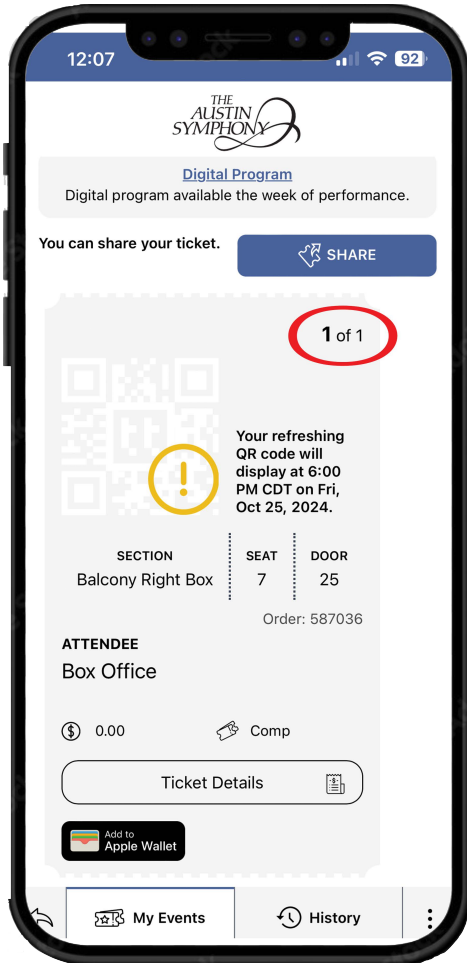 12:07
92
THE
AUSTIN
SYMPHONY
Digital Program
Digital program available the week of performance.
You can share your ticket.
SHARE
1 of 1
Your refreshing
QR code will
display at 6:00
PM CDT on Fri,
Oct 25, 2024.
SECTION SEAT DOOR
Balcony Right Box 7 25
Order: 587036
ATTENDEE
Box Office
$ 0.00 Comp
Ticket Details
Add to
Apple Wallet
My Events History